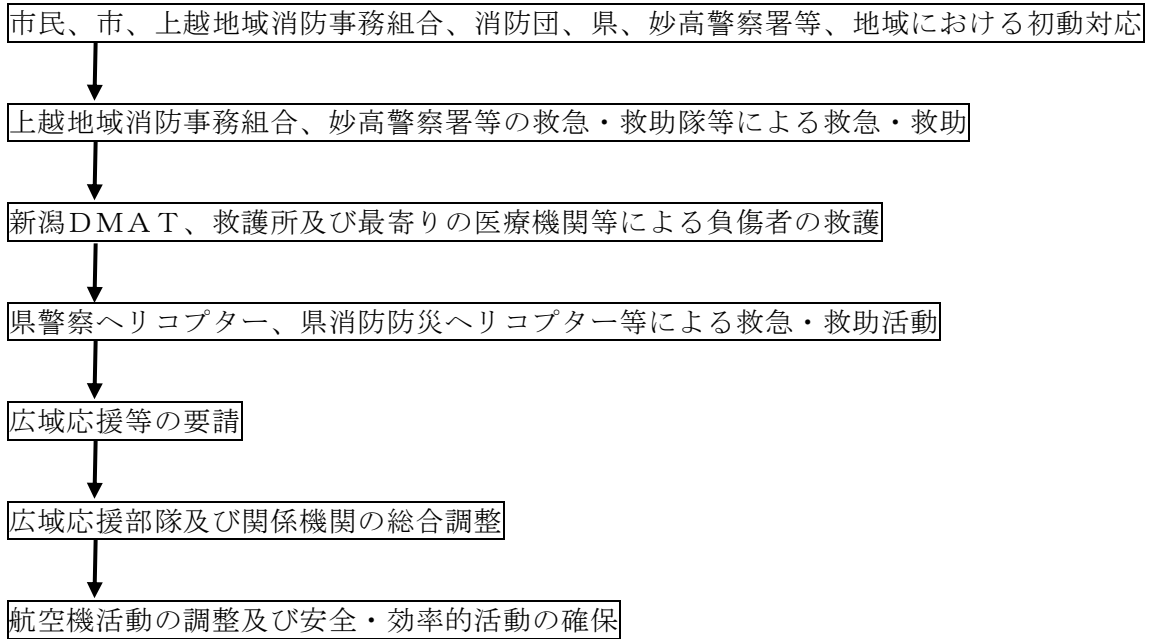 市民、市、上越地域消防事務組合、消防団、県、妙高警察署等、地域における初動対応
上越地域消防事務組合、妙高警察署等の救急・救助隊等による救急・救助
新潟DMAT、救護所及び最寄りの医療機関等による負傷者の救護
県警察ヘリコプター、県消防防災ヘリコプター等による救急・救助活動
広域応援等の要請
広域応援部隊及び関係機関の総合調整
航空機活動の調整及び安全・効率的活動の確保